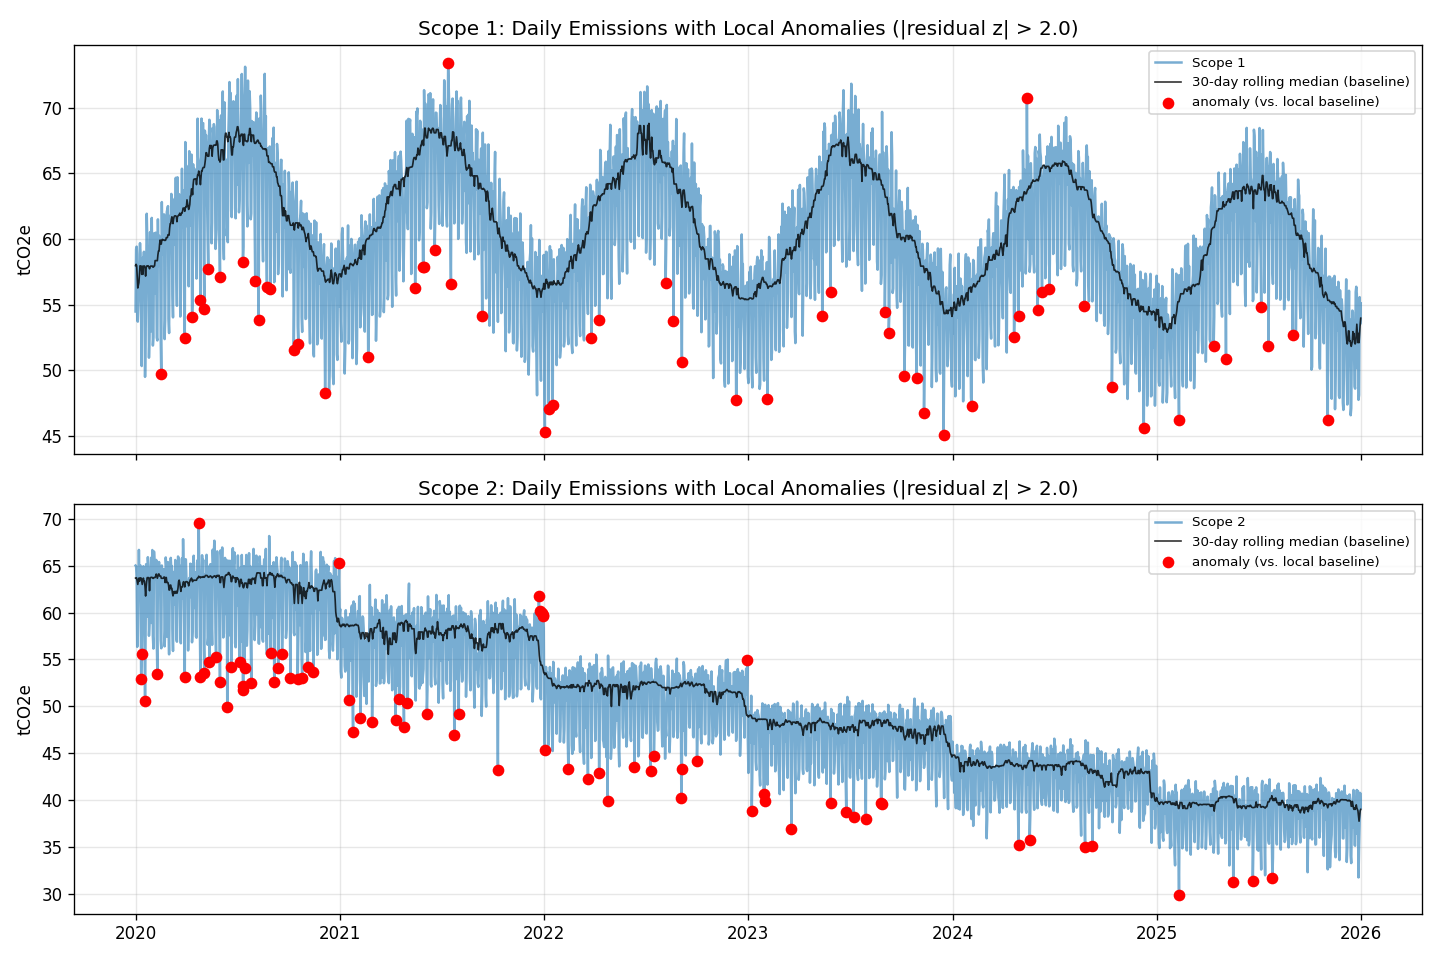 Scope 1: Daily Emissions with Local Anomalies (|residual z| > 2.0)
Scope 1
30-day rolling median (baseline)
anomaly (vs. local baseline)
70
65
60
55
50
45
tCO2e
Scope 2: Daily Emissions with Local Anomalies (|residual z| > 2.0)
Scope 2
30-day rolling median (baseline)
anomaly (vs. local baseline)
70
65
60
55
50
45
40
35
30
tCO2e
2020 2021 2022 2023 2024 2025 2026